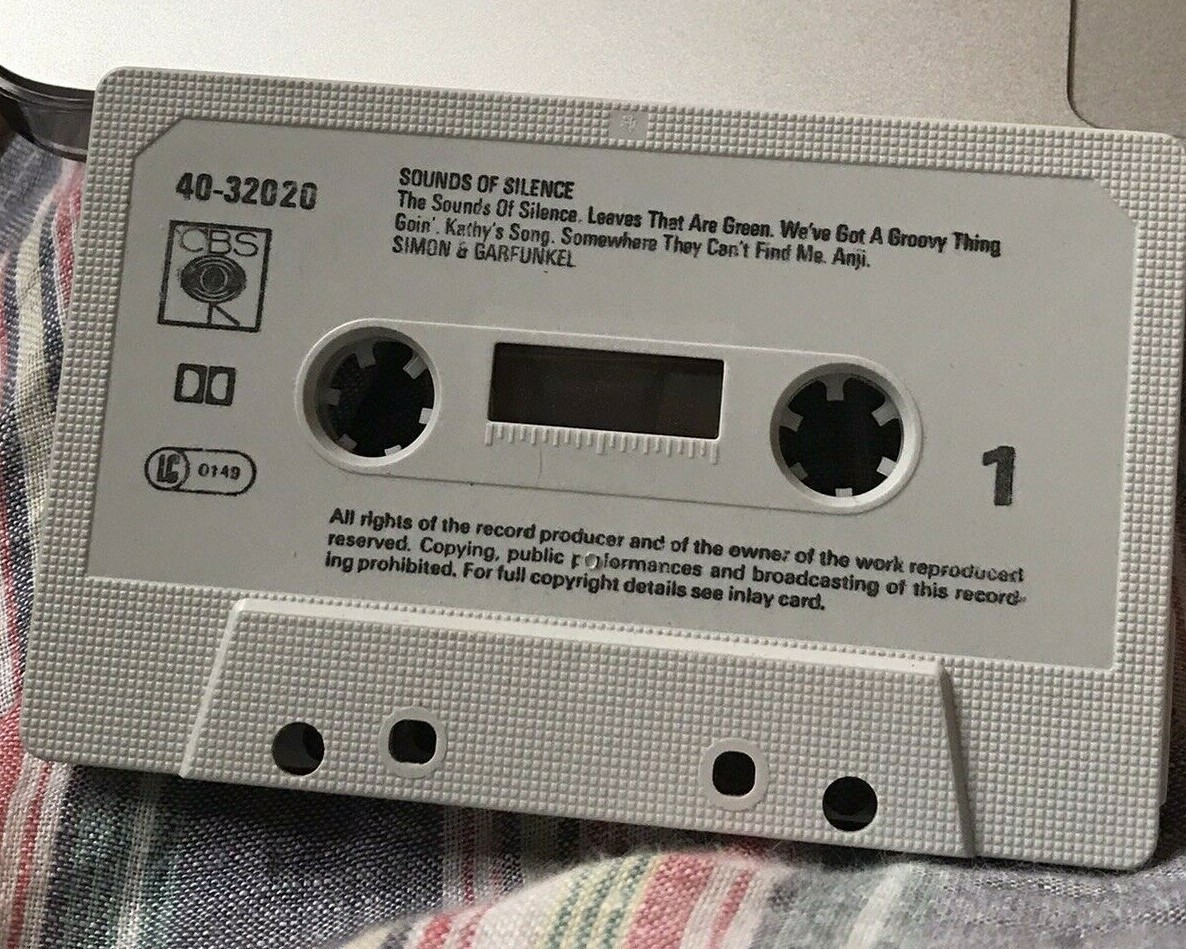 40-32020
CBS
LC 0149
SOUNDS OF SILENCE
The Sounds Of Silence. Leaves That Are Green. We've Got A Groovy Thing
Goin'. Kathy's Song. Somewhere They Can't Find Me. Anji.
SIMON & GARFUNKEL
1
All rights of the record producer and of the owner of the work reproduced
reserved. Copying, public performances and broadcasting of this record-
ing prohibited. For full copyright details see inlay card.